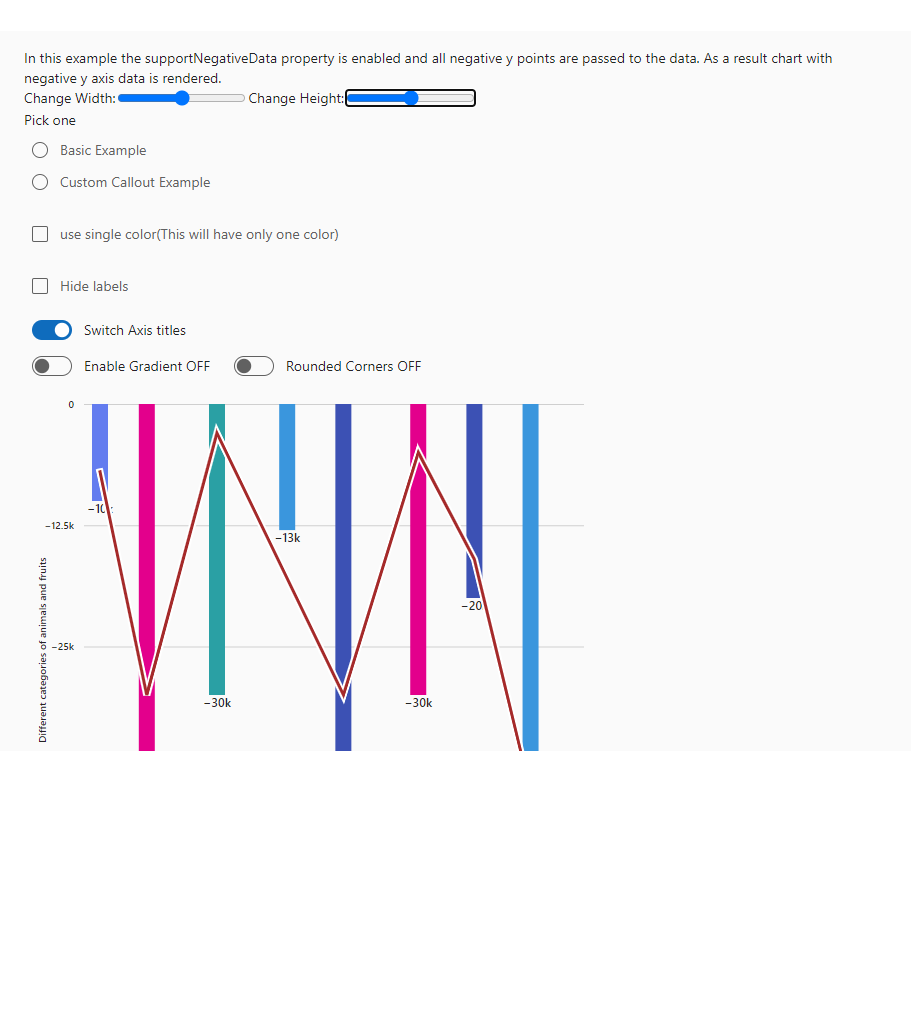 In this example the supportNegativeData property is enabled and all negative y points are passed to the data. As a result chart with
negative y axis data is rendered.
Change Width: Change Height:
Pick one
Basic Example
Custom Callout Example
use single color(This will have only one color)
Hide labels
Switch Axis titles
Enable Gradient OFF Rounded Corners OFF
0
−12.5k
−25k
Different categories of animals and fruits
−13k
−20
−30k
−30k